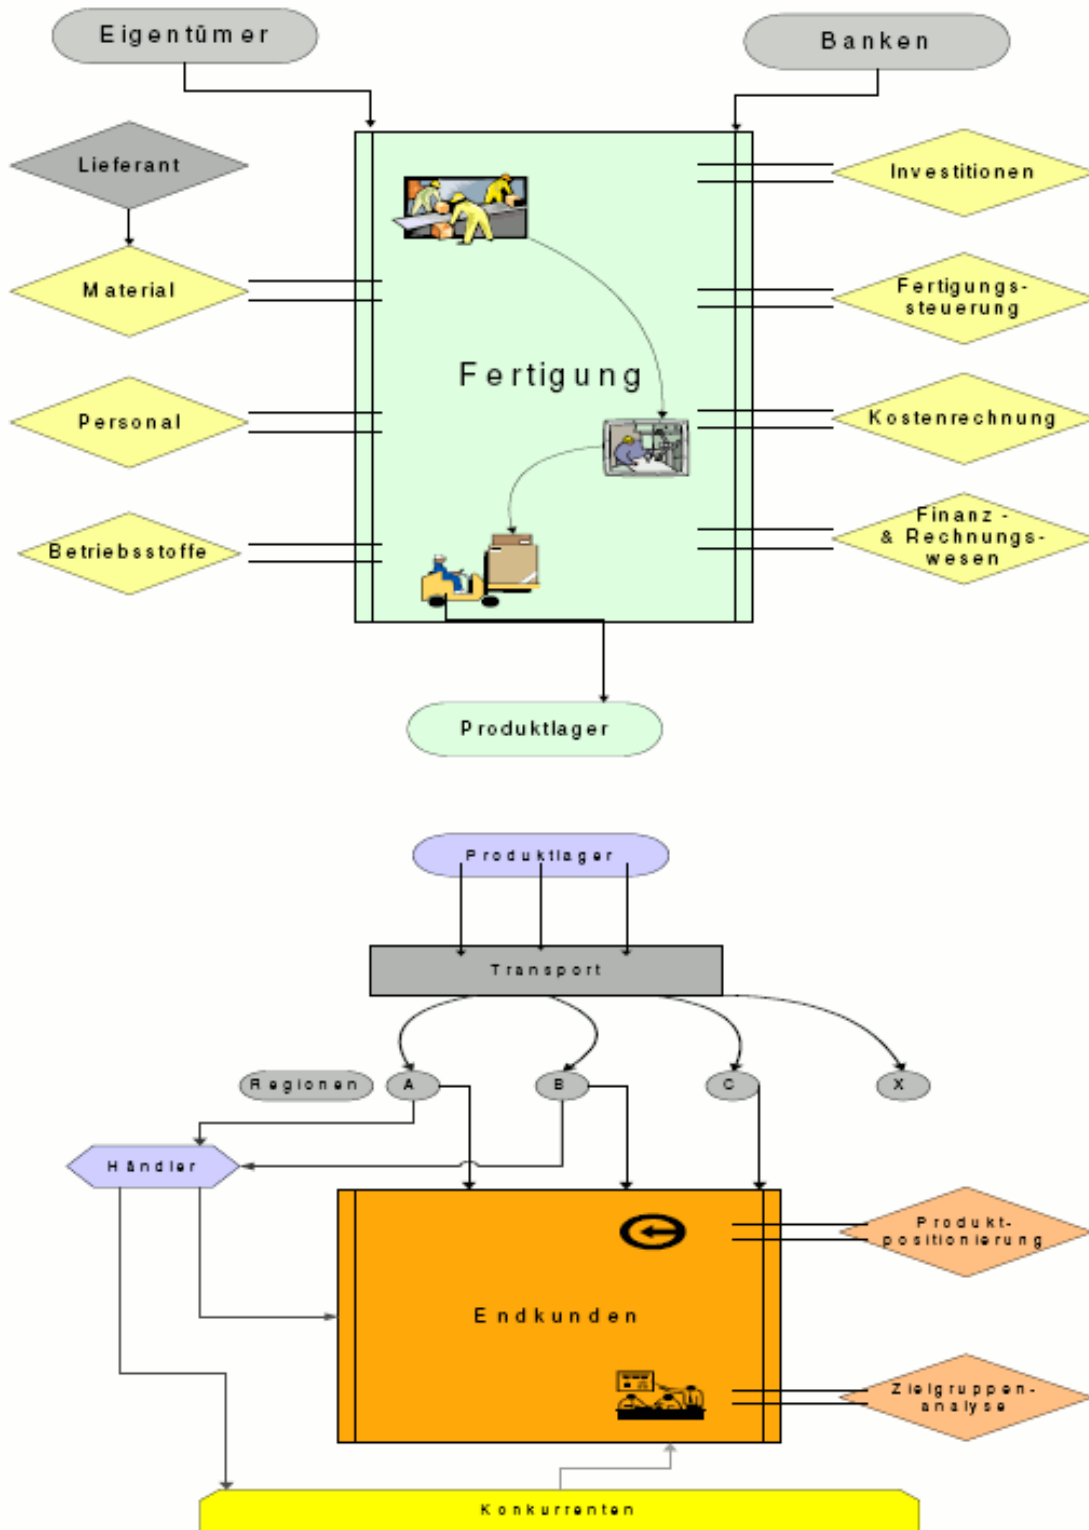 Eigentümer
Banken
Lieferant
Investitionen
Material
Fertigungs-
steuerung
Fertigung
Personal
Kostenrechnung
Betriebsstoffe
Finanz -
& Rechnungs-
wesen
Produktlager
Produktlager
Transport
Regionen
A
B
C
X
Händler
Produkt-
positionierung
Endkunden
Zielgruppen-
analyse
Konkurrenten